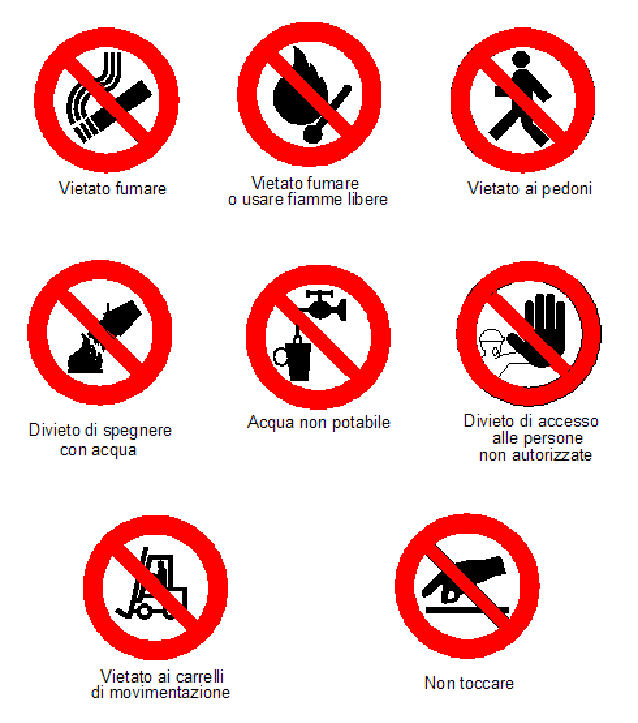 Vietato fumare
Vietato fumare
o usare fiamme libere
Vietato ai pedoni
Divieto di spegnere
con acqua
Acqua non potabile
Divieto di accesso
alle persone
non autorizzate
Vietato ai carrelli
di movimentazione
Non toccare